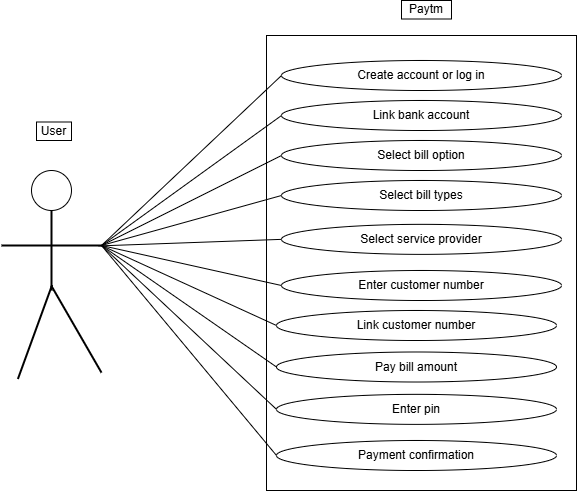 Paytm
User
Create account or log in
Link bank account
Select bill option
Select bill types
Select service provider
Enter customer number
Link customer number
Pay bill amount
Enter pin
Payment confirmation